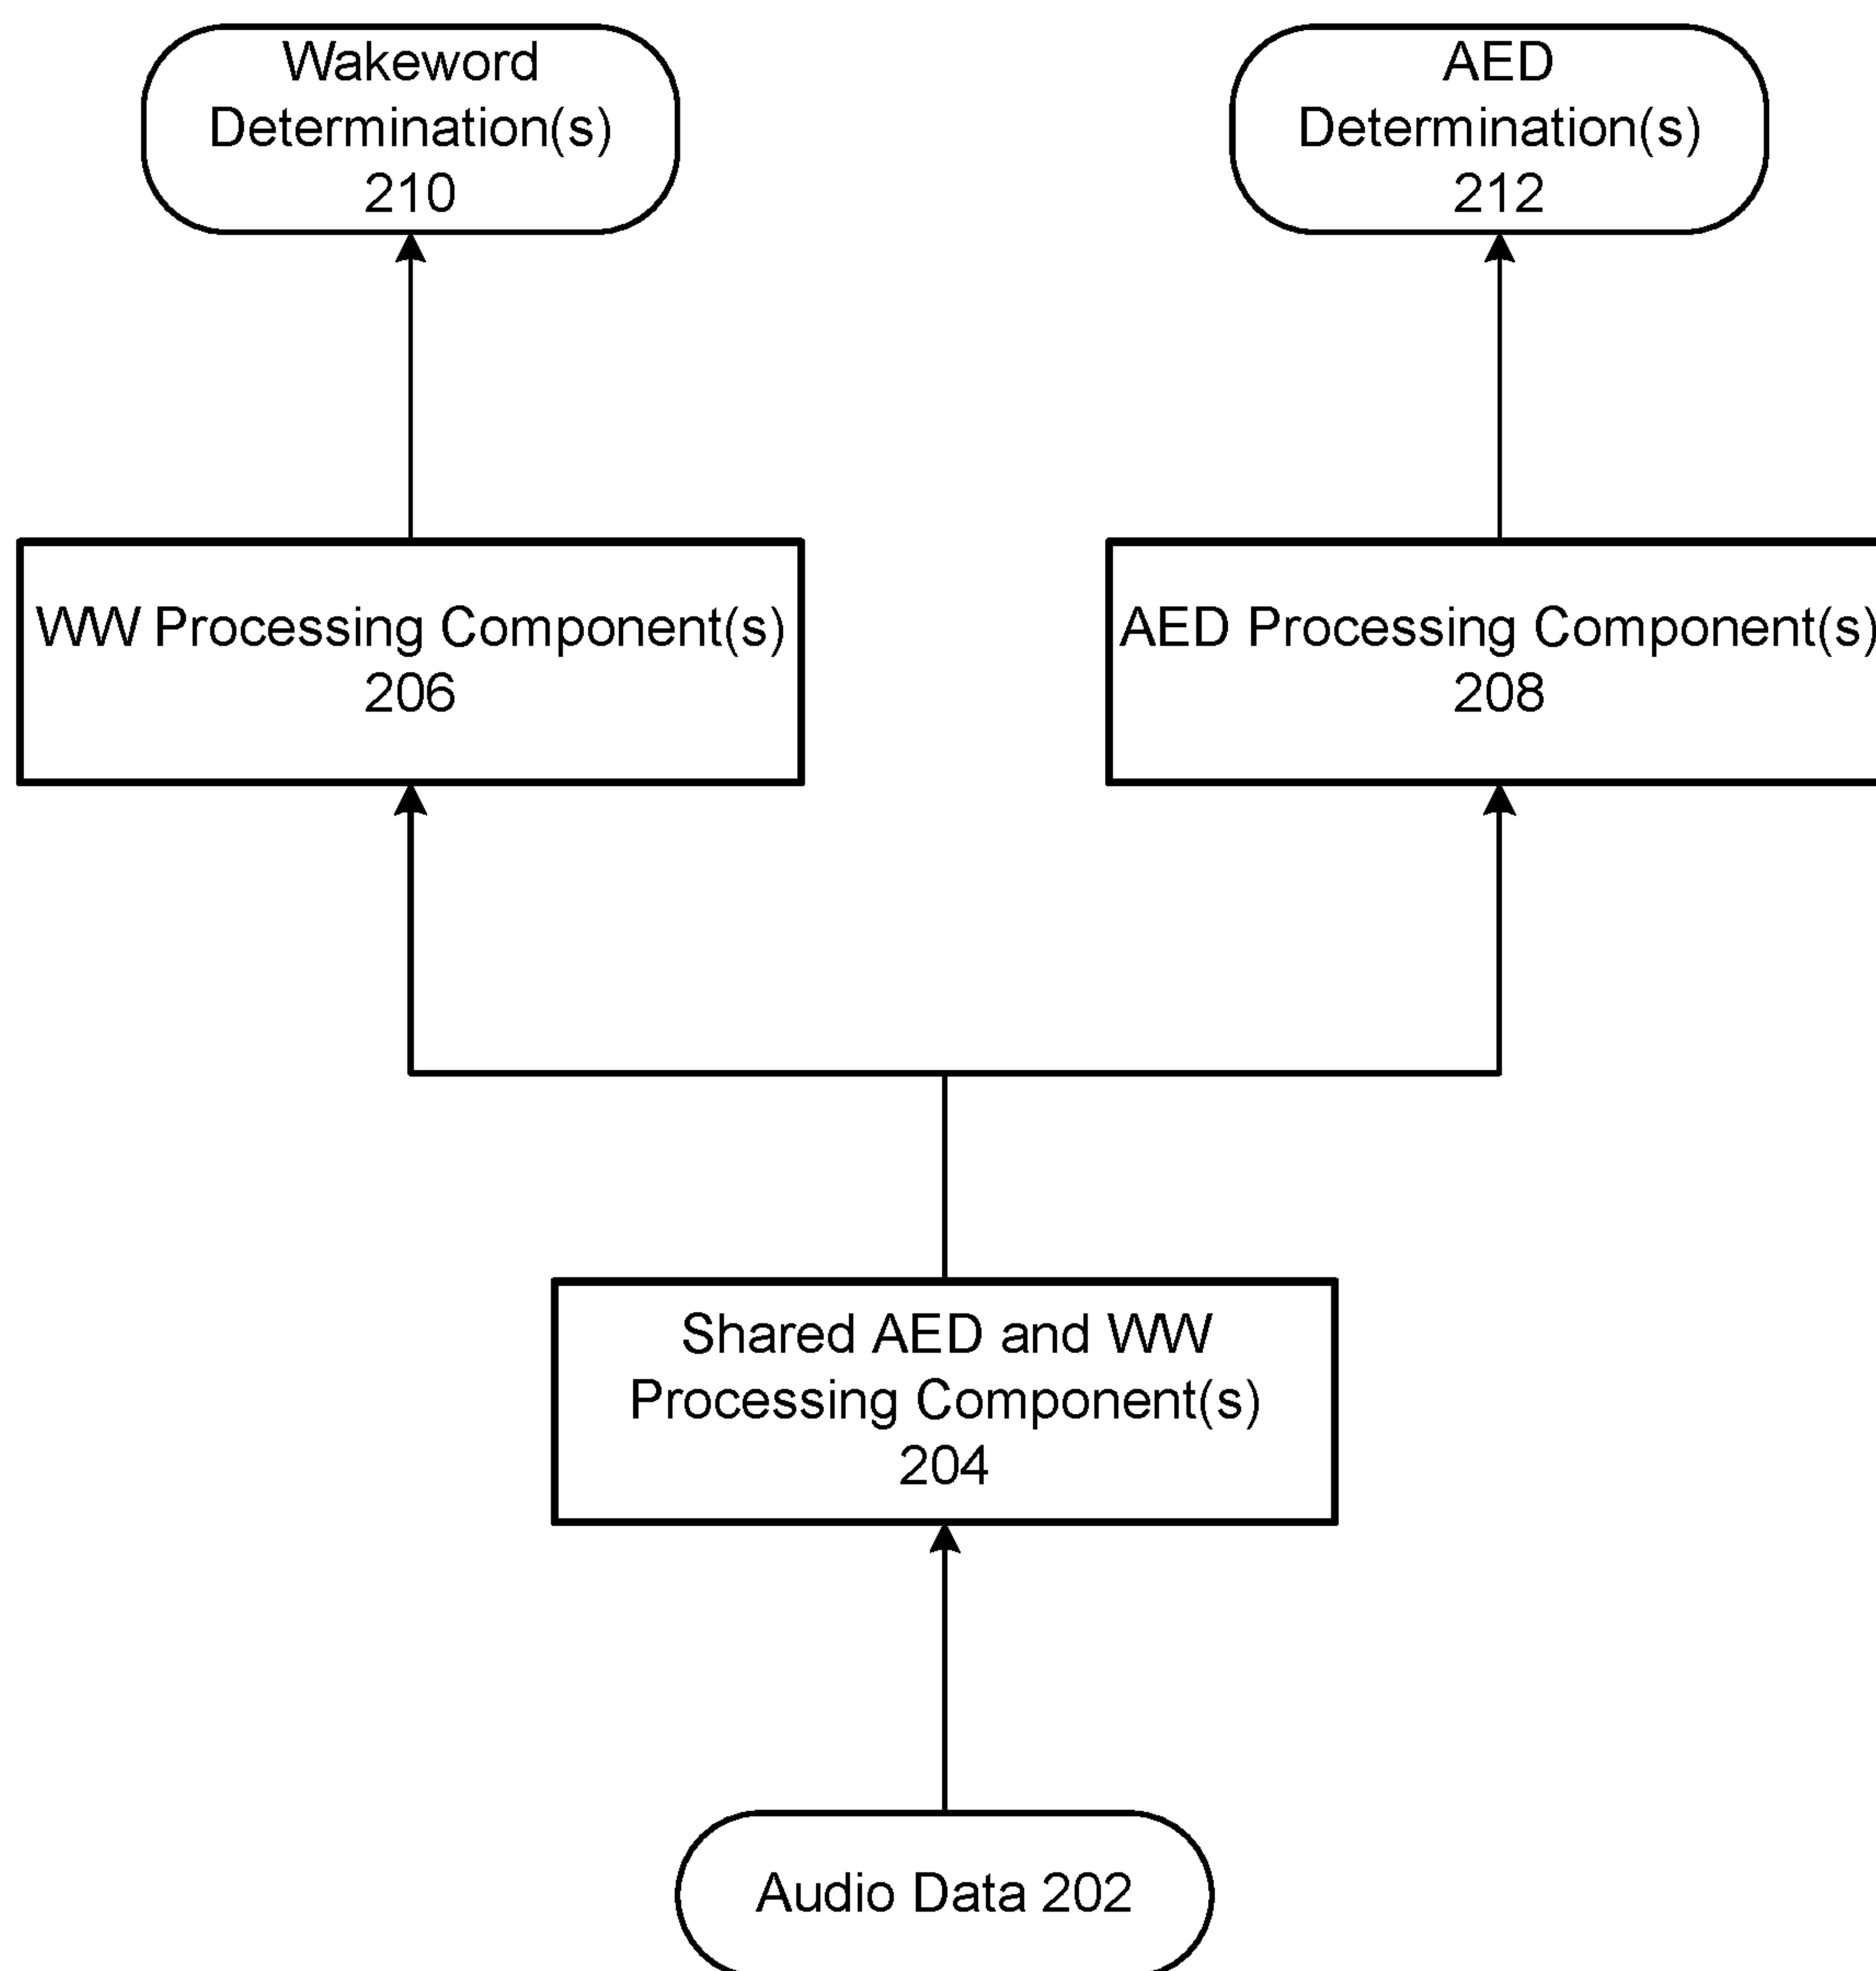 Wakeword
Determination(s)
210
AED
Determination(s)
212
WW Processing Component(s)
206
AED Processing Component(s)
208
Shared AED and WW
Processing Component(s)
204
Audio Data 202